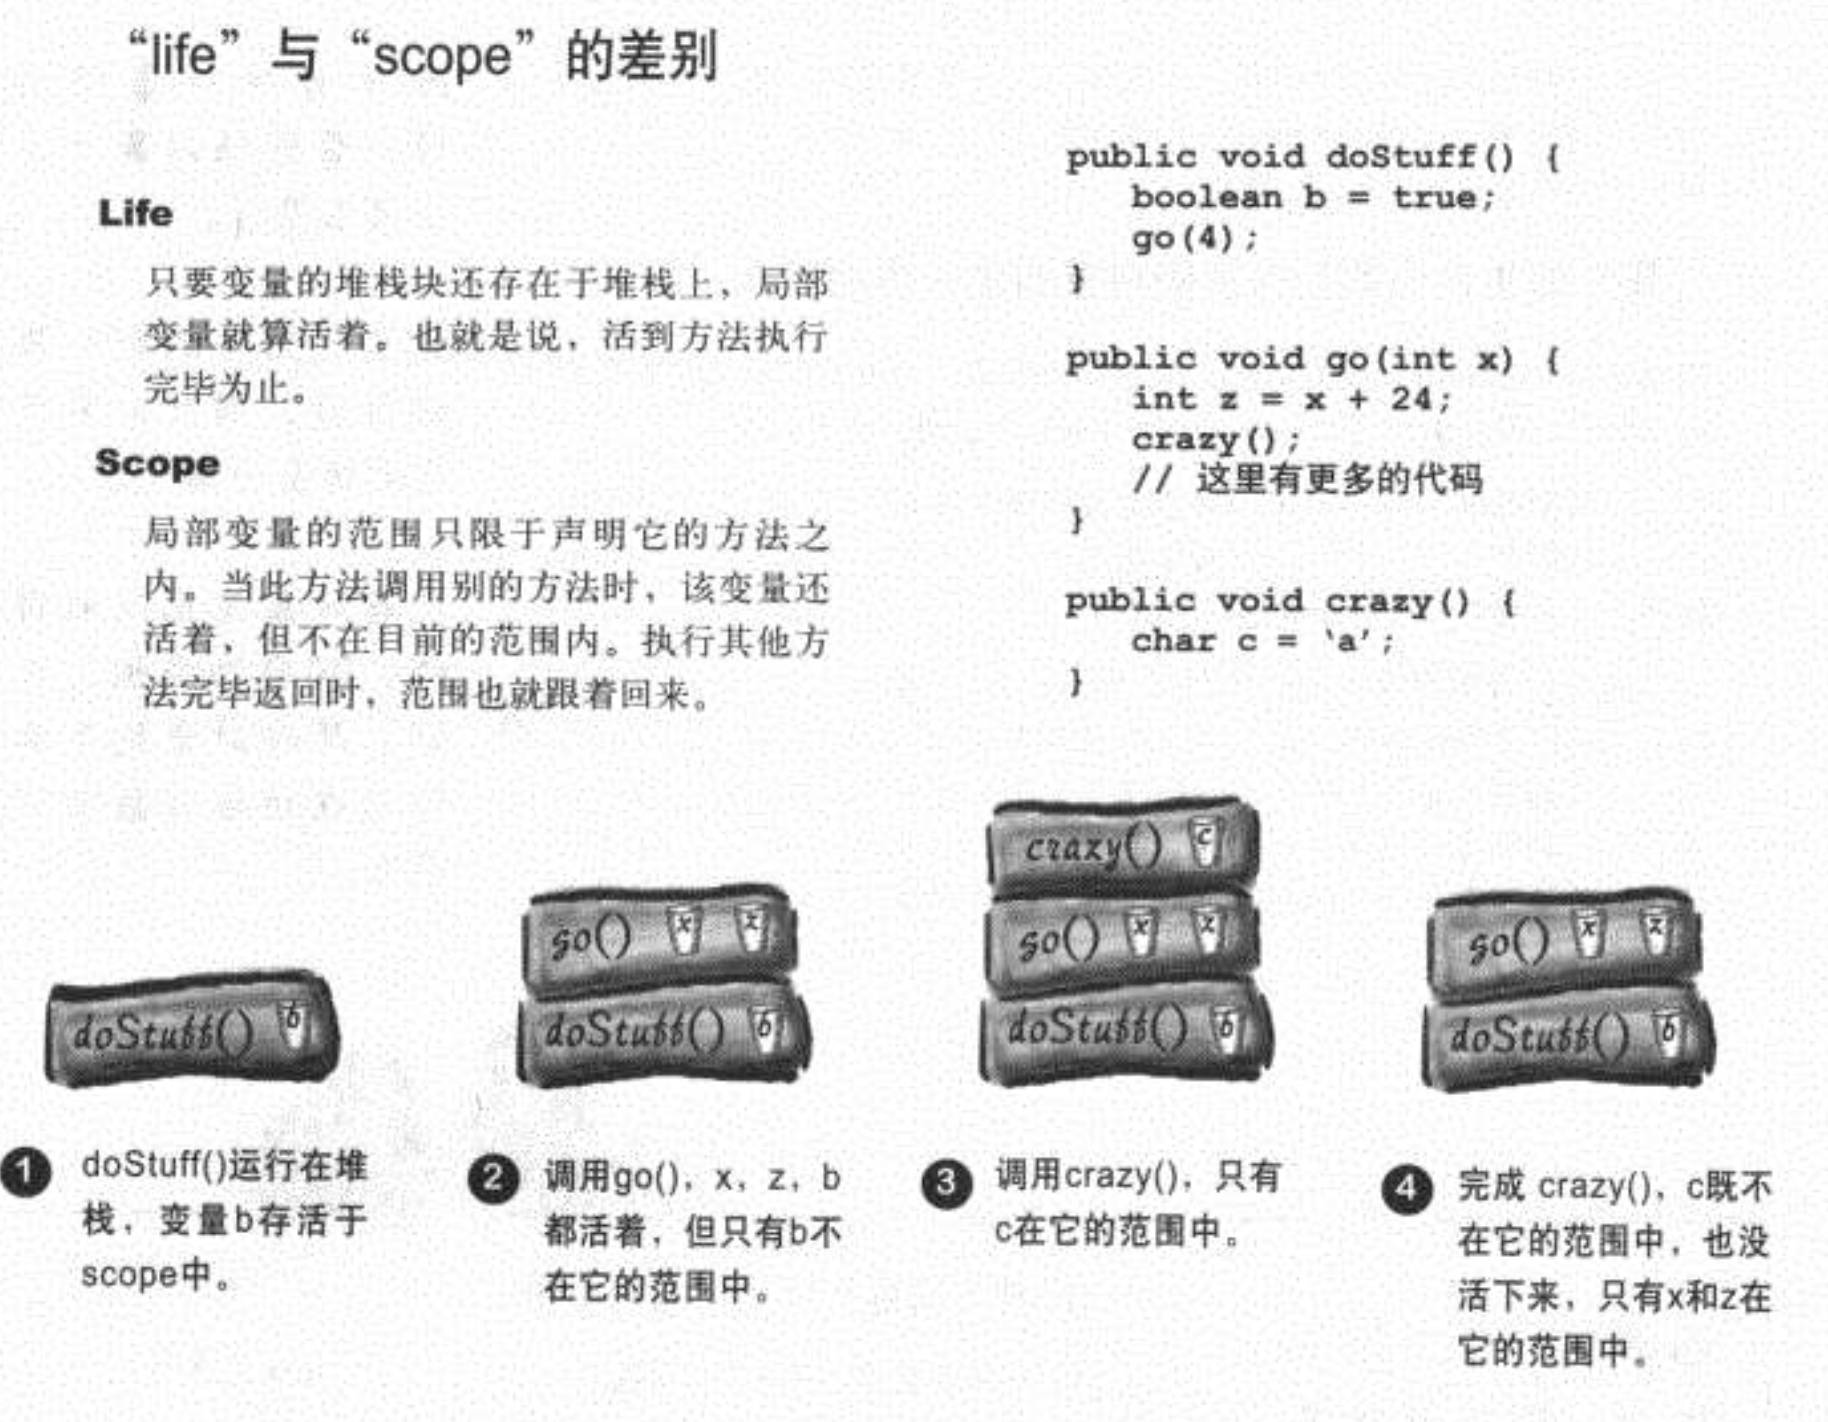 “life”与“scope”的差别
Life
只要变量的堆栈块还存在于堆栈上，局部
变量就算活着。也就是说，活到方法执行
完毕为止。
Scope
局部变量的范围只限于声明它的方法之
内。当此方法调用别的方法时，该变量还
活着，但不在目前的范围内。执行其他方
法完毕返回时，范围也就跟着回来。
public void doStuff() {
boolean b = true;
go(4);
}
public void go(int x) {
int z = x + 24;
crazy();
// 这里有更多的代码
}
public void crazy() {
char c = ‘a’;
}
doStuff() b
go() x z
doStuff() b
crazy() c
go() x z
doStuff() b
go() x z
doStuff() b
1 doStuff()运行在堆
栈，变量b存活于
scope中。
2 调用go()，x，z，b
都活着，但只有b不
在它的范围中。
3 调用crazy()，只有
c在它的范围中。
4 完成 crazy()，c既不
在它的范围中，也没
活下来，只有x和z在
它的范围中。